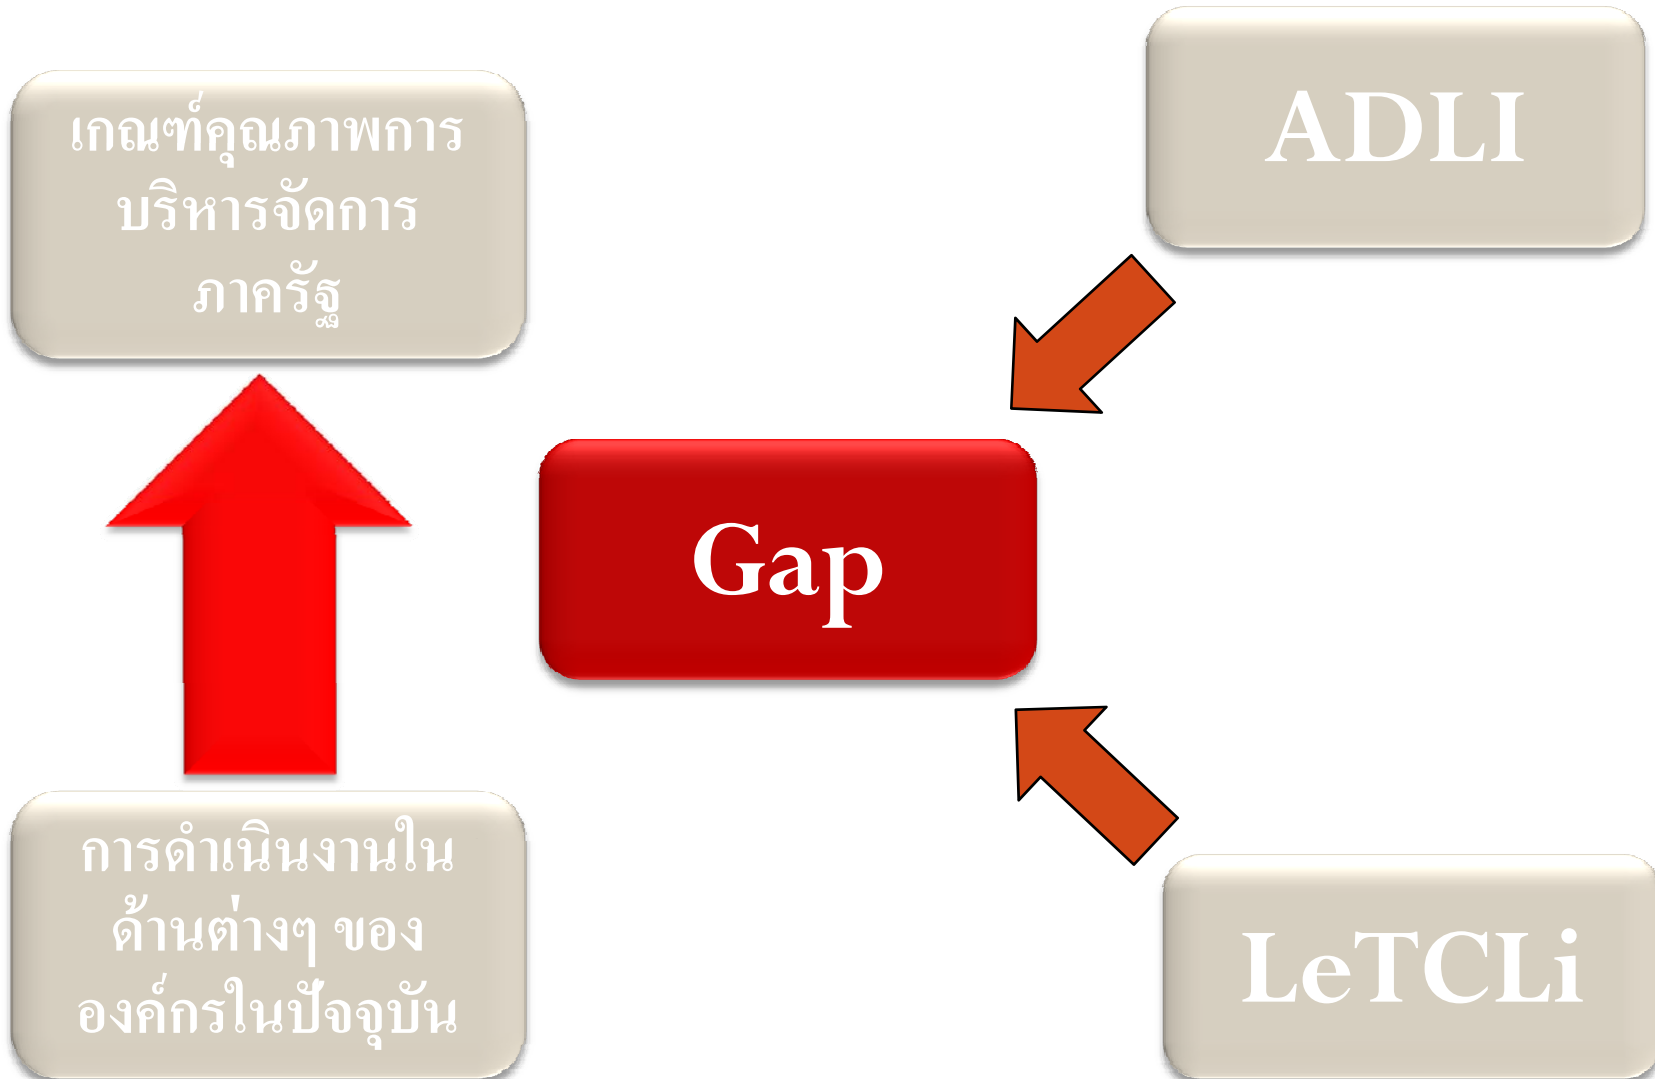 เกณฑ์คุณภาพการ
บริหารจัดการ
ภาครัฐ
ADLI
Gap
การดำเนินงานใน
ด้านต่างๆ ของ
องค์กรในปัจจุบัน
LeTCLi